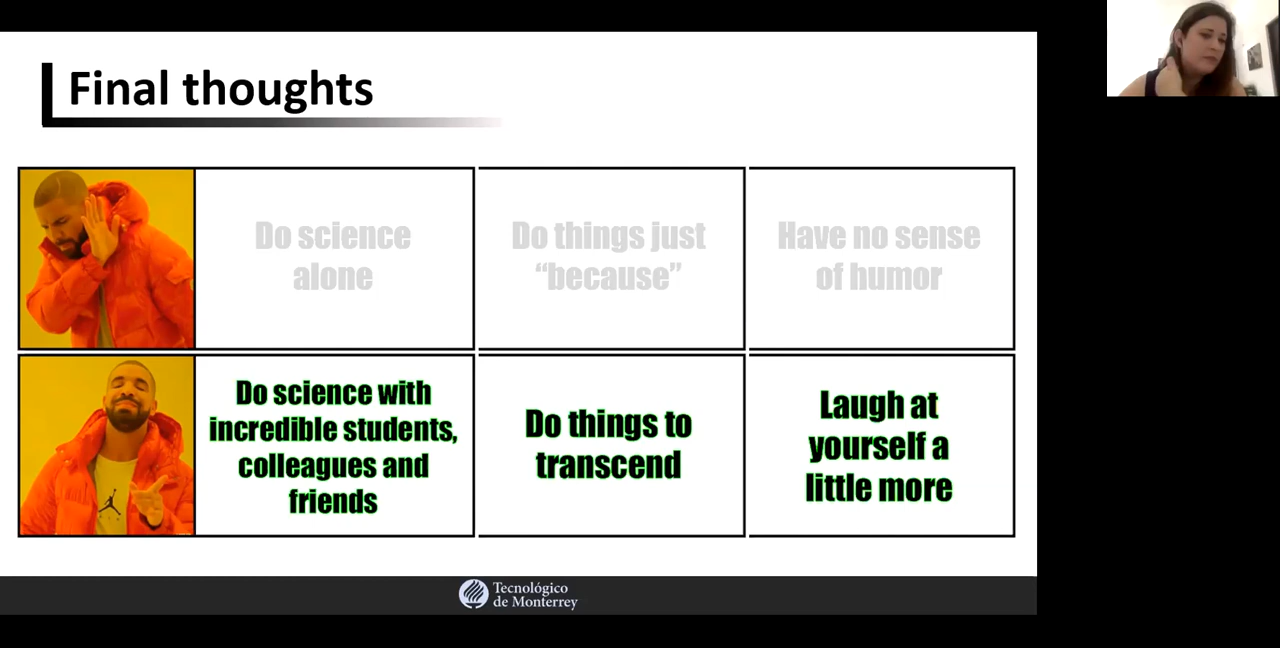 Final thoughts
Do science
alone
Do things just
“because”
Have no sense
of humor
Do science with
incredible students,
colleagues and
friends
Do things to
transcend
Laugh at
yourself a
little more
Tecnológico
de Monterrey